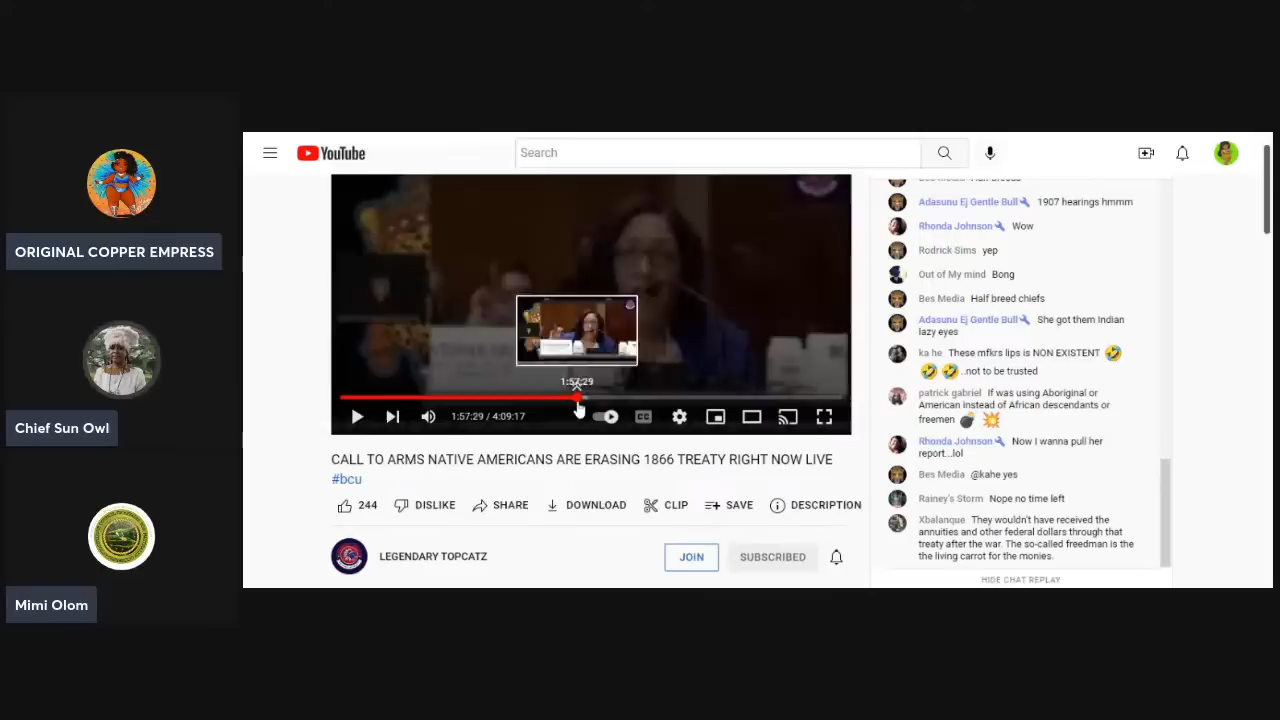 ORIGINAL COPPER EMPRESS
Chief Sun Owl
Mimi Olom
YouTube
Search
1:57:29
1:57:29 / 4:09:17
CC
CALL TO ARMS NATIVE AMERICANS ARE ERASING 1866 TREATY RIGHT NOW LIVE
#bcu
244 DISLIKE SHARE DOWNLOAD CLIP SAVE DESCRIPTION
LEGENDARY TOPCATZ
JOIN SUBSCRIBED
Adasunu Ej Gentle Bull 1907 hearings hmmm
Rhonda Johnson Wow
Rodrick Sims yep
Out of My mind Bong
Bes Media Half breed chiefs
Adasunu Ej Gentle Bull She got them Indian
lazy eyes
ka he These mfkrs lips is NON EXISTENT
..not to be trusted
patrick gabriel If was using Aboriginal or
American instead of African descendants or
freemen
Rhonda Johnson Now I wanna pull her
report...lol
Bes Media @kahe yes
Rainey's Storm Nope no time left
Xbalanque They wouldn't have received the
annuities and other federal dollars through that
treaty after the war. The so-called freedman is the
the living carrot for the monies.
HIDE CHAT REPLAY